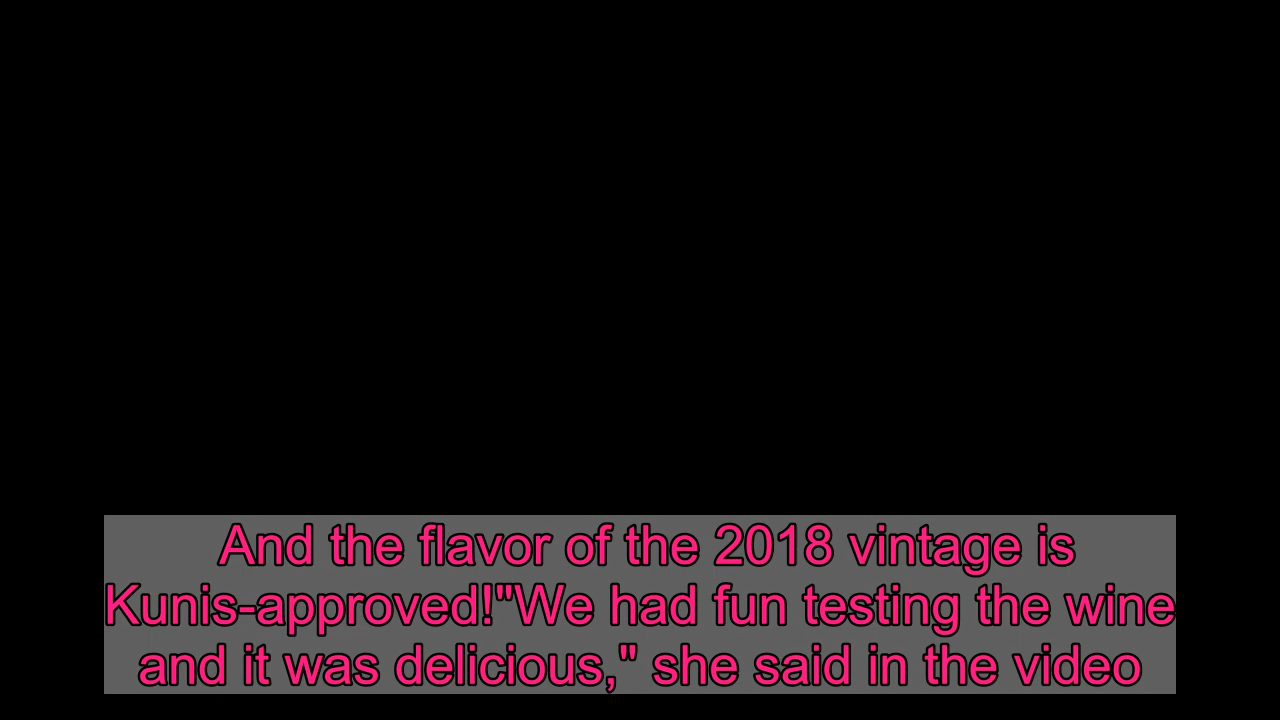 And the flavor of the 2018 vintage is
Kunis-approved!"We had fun testing the wine
and it was delicious," she said in the video